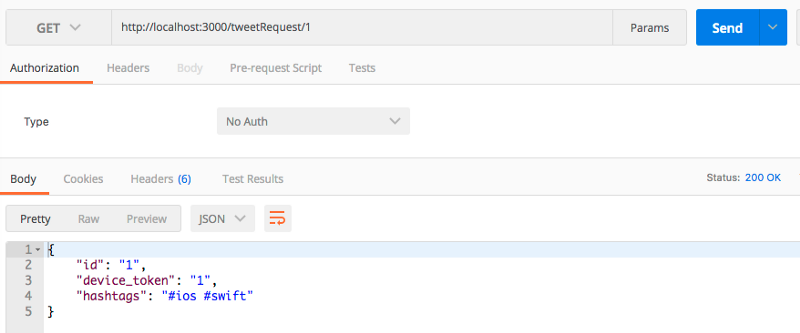 GET http://localhost:3000/tweetRequest/1 Params Send
Authorization Headers Body Pre-request Script Tests
Type No Auth
Body Cookies Headers (6) Test Results Status: 200 OK
Pretty Raw Preview JSON
1 {
2 "id": "1",
3 "device_token": "1",
4 "hashtags": "#ios #swift"
5 }